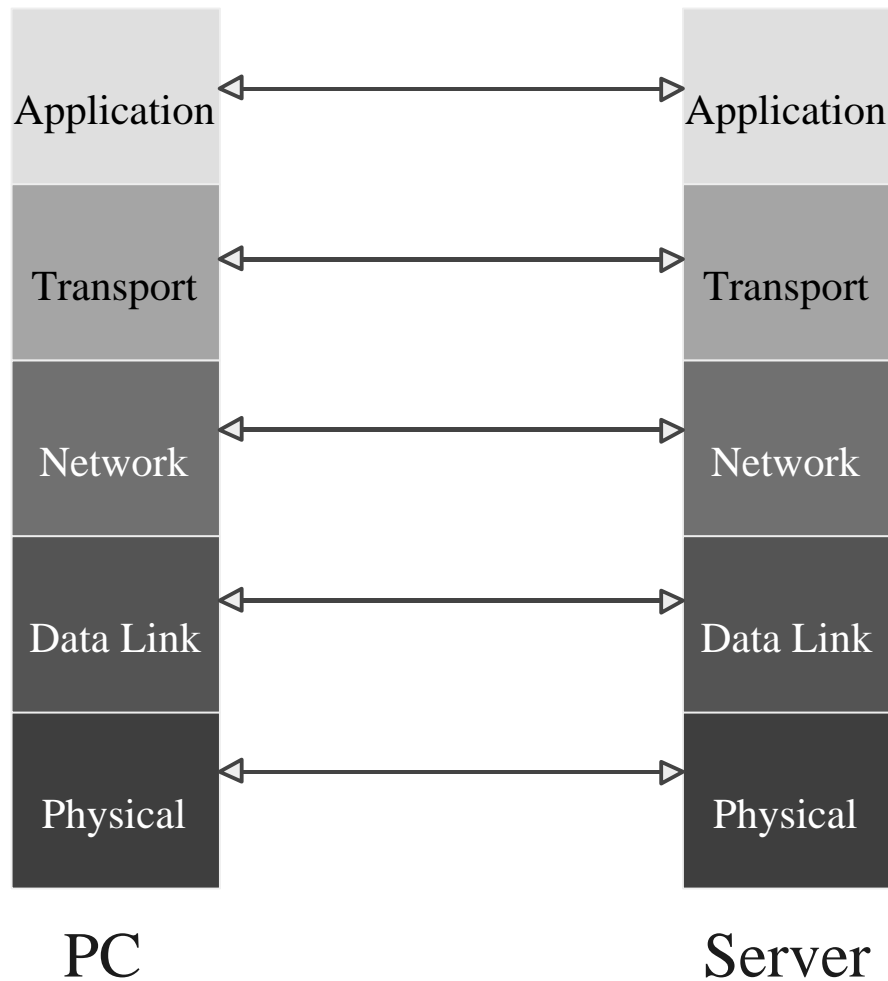 Application
Application
Transport
Transport
Network
Network
Data Link
Data Link
Physical
Physical
PC
Server